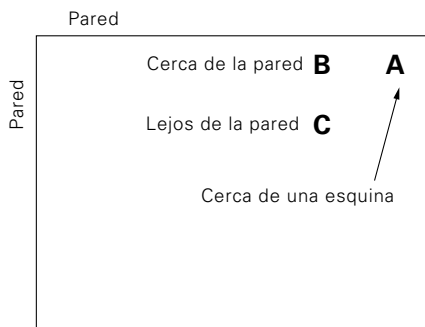 Pared
Cerca de la pared B A
Pared
Lejos de la pared C
Cerca de una esquina